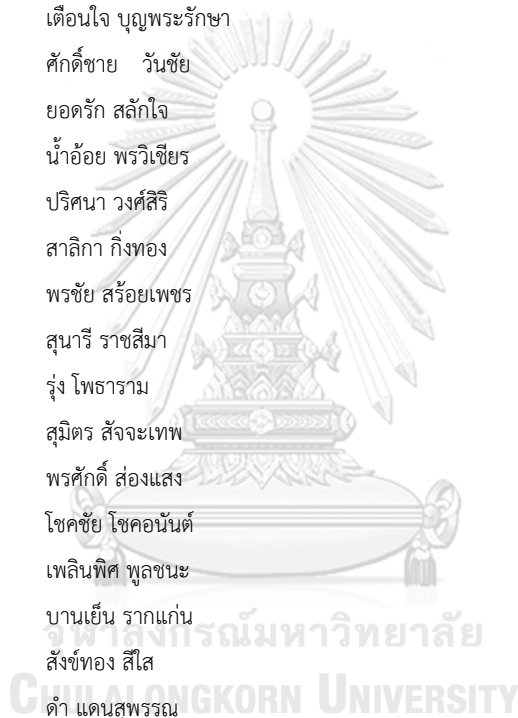 เตือนใจ บุญพระรักษา
ศักดิ์ชาย วันชัย
ยอดรัก สลักใจ
น้ำอ้อย พรวิเชียร
ปริศนา วงศ์สิริ
สาลิกา กิ่งทอง
พรชัย สร้อยเพชร
สุนารี ราชสีมา
รุ่ง โพธาราม
สุมิตร สัจจะเทพ
พรศักดิ์ ส่องแสง
โชคชัย โชคอนันต์
เพลินพิศ พูลชนะ
บานเย็น รากแก่น
จุฬาลงกรณ์มหาวิทยาลัย
สังข์ทอง สีใส
CHULALONGKORN UNIVERSITY
ดำ แดนสุพรรณ